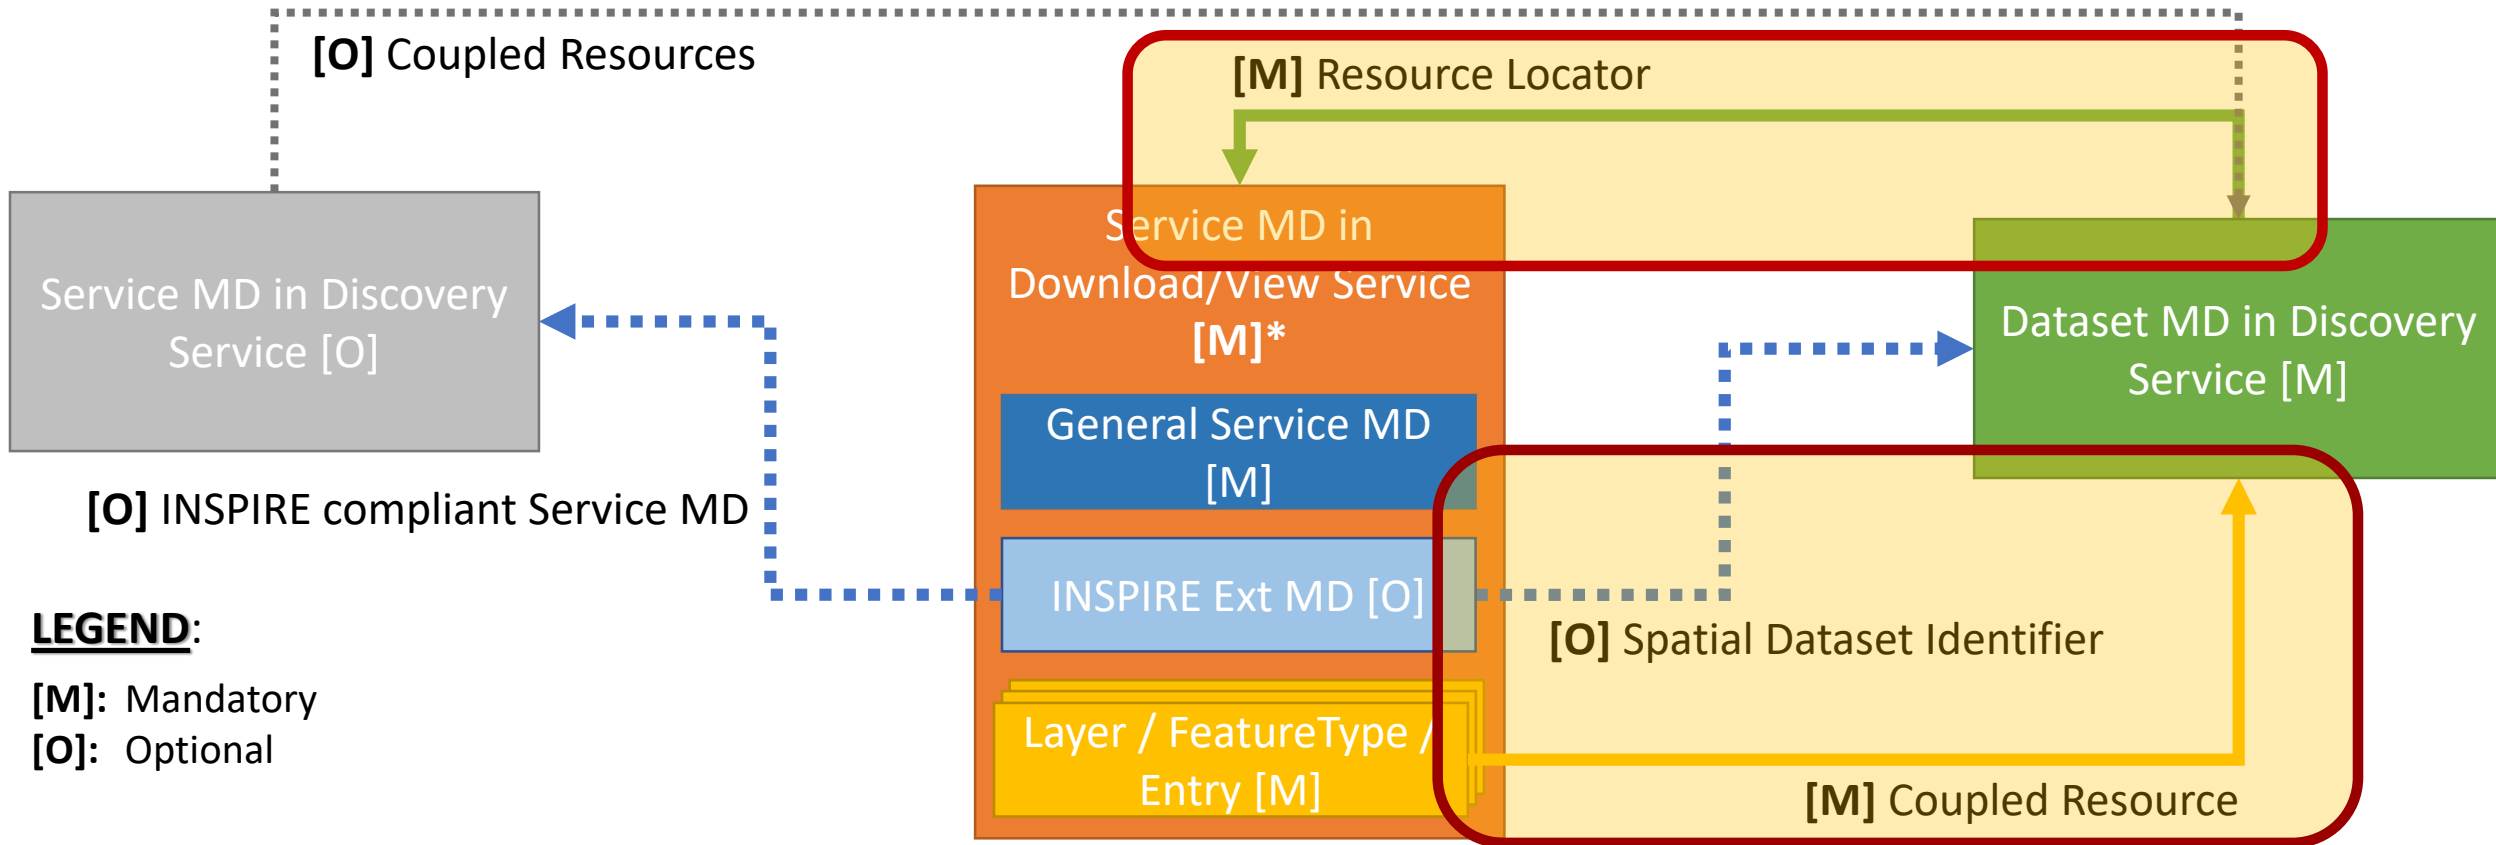 [O] Coupled Resources
[M] Resource Locator
Service MD in Discovery
Service [O]
Service MD in
Download/View Service
[M]*
General Service MD
[M]
INSPIRE Ext MD [O]
Layer / FeatureType /
Entry [M]
Dataset MD in Discovery
Service [M]
[O] INSPIRE compliant Service MD
[O] Spatial Dataset Identifier
[M] Coupled Resource
LEGEND:
[M]: Mandatory
[O]: Optional